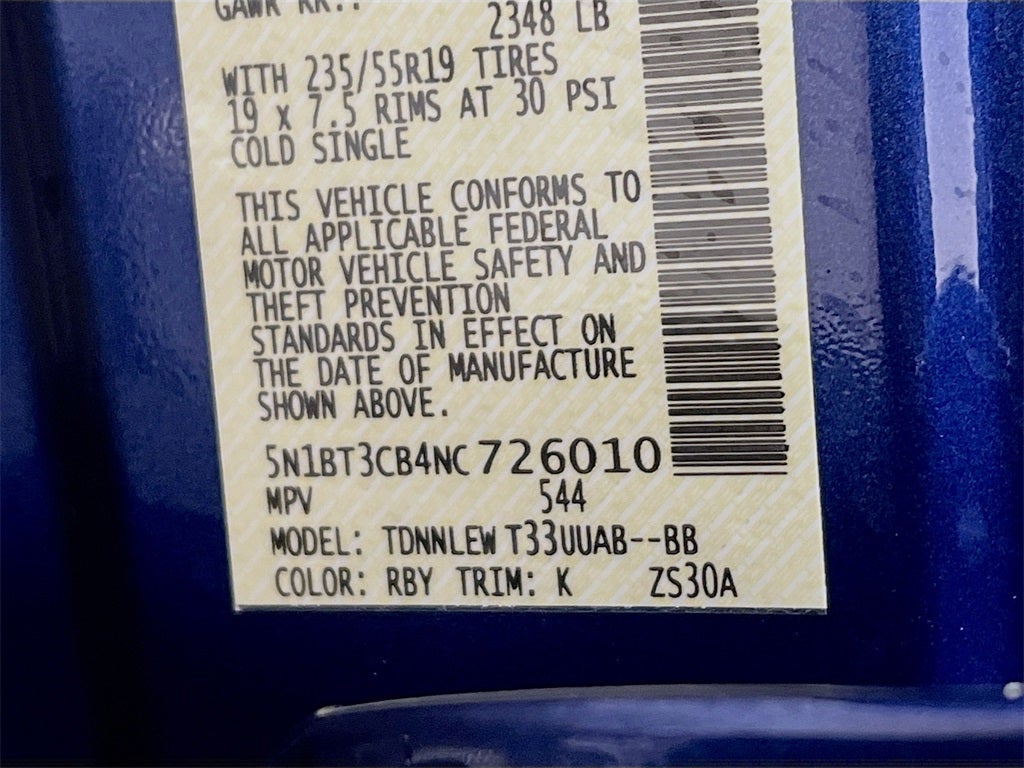 GAWR RR.:
2348 LB
WITH 235/55R19 TIRES
19 x 7.5 RIMS AT 30 PSI
COLD SINGLE
THIS VEHICLE CONFORMS TO
ALL APPLICABLE FEDERAL
MOTOR VEHICLE SAFETY AND
THEFT PREVENTION
STANDARDS IN EFFECT ON
THE DATE OF MANUFACTURE
SHOWN ABOVE.
5N1BT3CB4NC726010
MPV 544
MODEL: TDNNLEW T33UUAB--BB
COLOR: RBY TRIM: K ZS30A